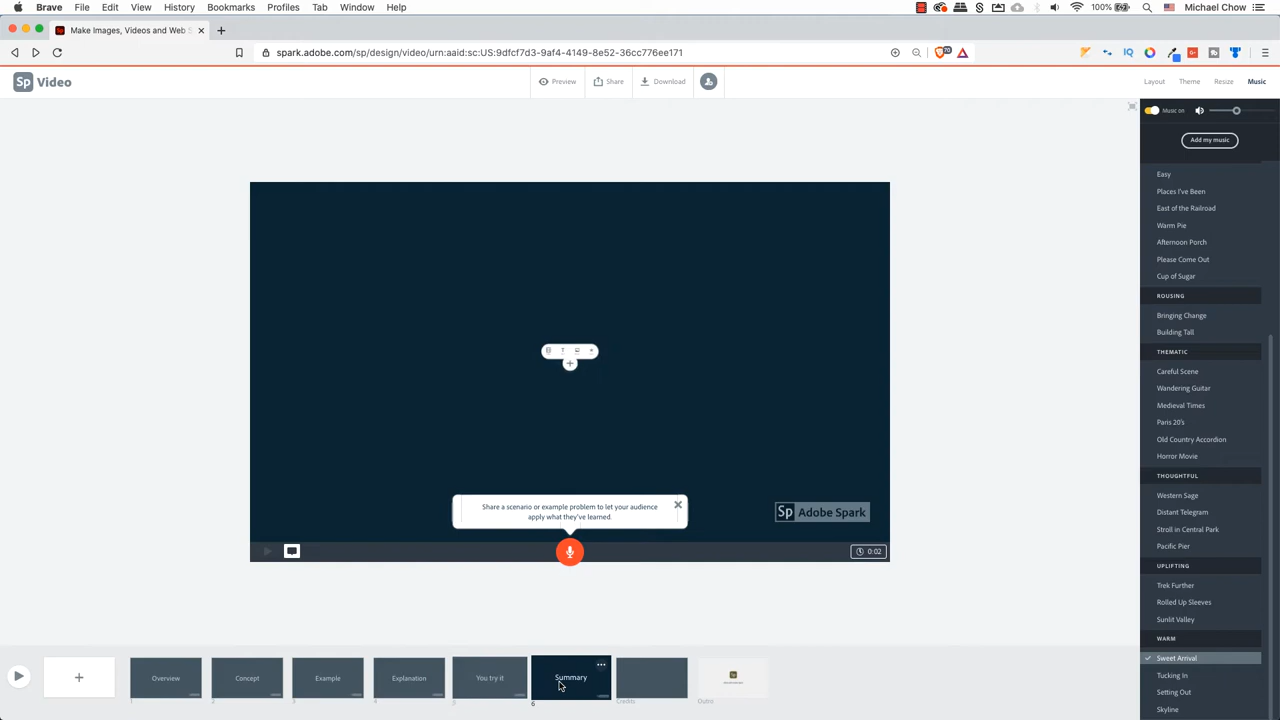 Brave File Edit View History Bookmarks Profiles Tab Window Help
100% Michael Chow
Make Images, Videos and Web S
spark.adobe.com/sp/design/video/urn:aaid:sc:US:9dfcf7d3-9af4-4149-8e52-36cc776ee171
70
Sp Video
Preview Share Download
Layout Theme Resize Music
Music on
Add my music
Easy
Places I've Been
East of the Railroad
Warm Pie
Afternoon Porch
Please Come Out
Cup of Sugar
ROUSING
Bringing Change
Building Tall
THEMATIC
Careful Scene
Wandering Guitar
Medieval Times
Paris 20's
Old Country Accordion
Horror Movie
THOUGHTFUL
Western Sage
Distant Telegram
Stroll in Central Park
Pacific Pier
UPLIFTING
Trek Further
Rolled Up Sleeves
Sunlit Valley
WARM
Sweet Arrival
Tucking In
Setting Out
Skyline
Share a scenario or example problem to let your audience
apply what they've learned.
Sp Adobe Spark
0:02
Overview Concept Example Explanation You try it Summary
1 2 3 4 5 6 Credits Outro